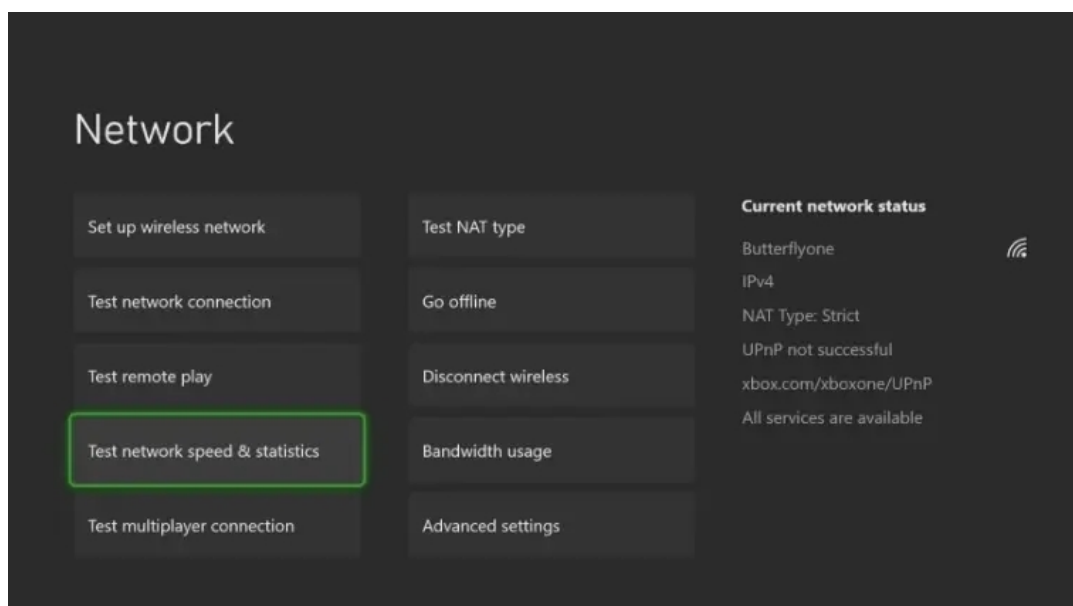 Network
Set up wireless network
Test network connection
Test remote play
Test network speed & statistics
Test multiplayer connection
Test NAT type
Go offline
Disconnect wireless
Bandwidth usage
Advanced settings
Current network status
Butterflyone
IPv4
NAT Type: Strict
UPnP not successful
xbox.com/xboxone/UPnP
All services are available